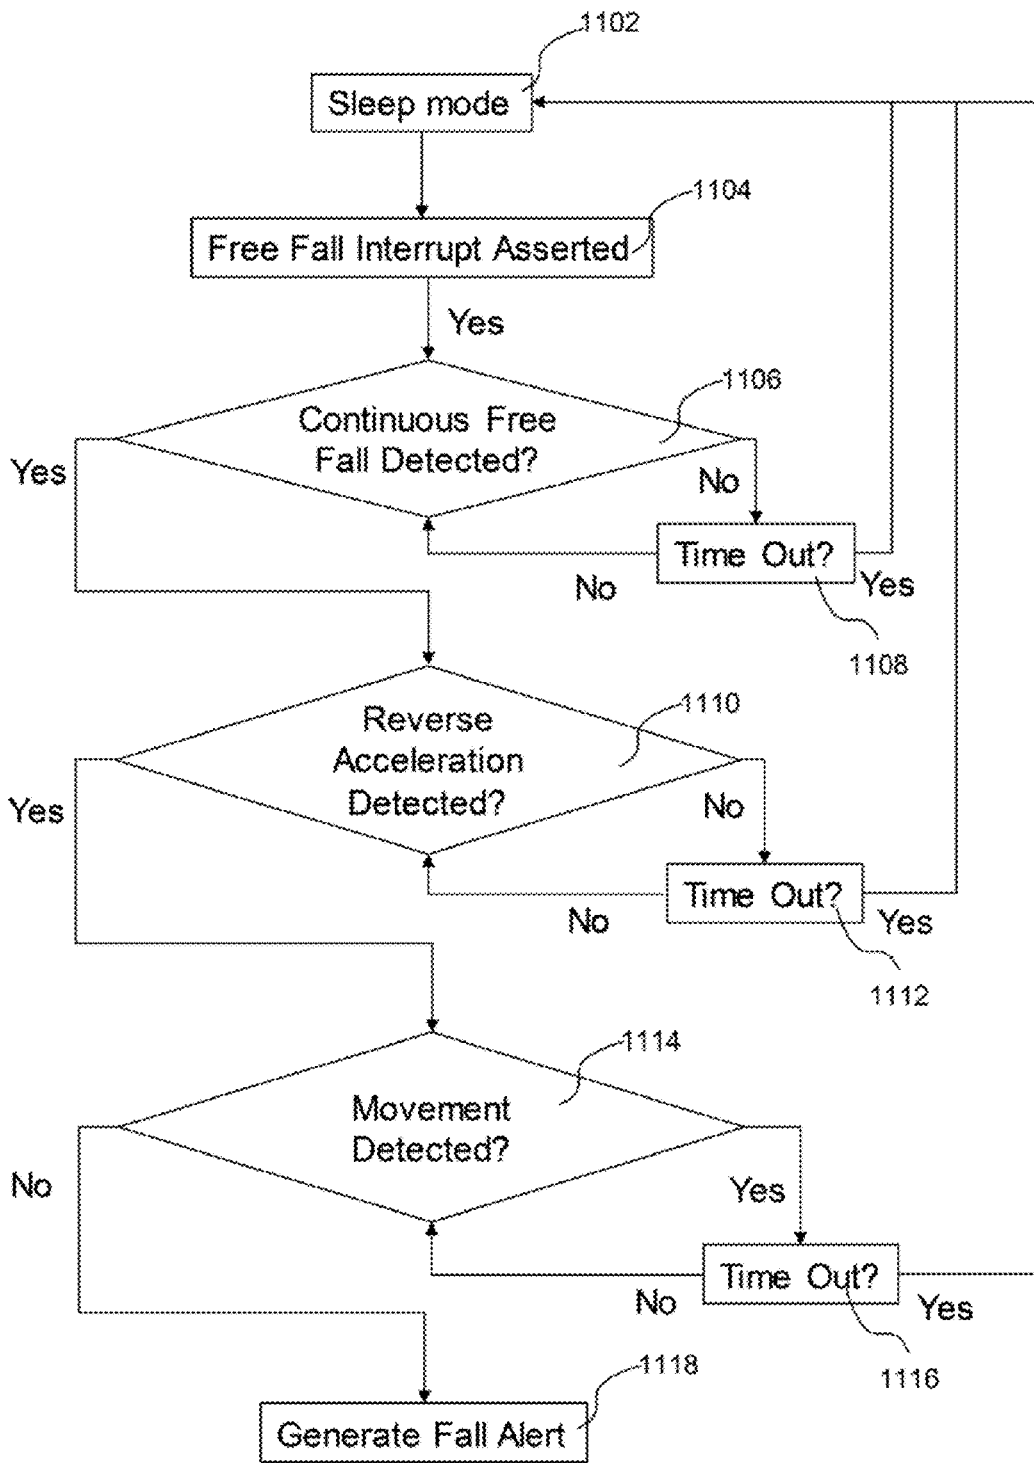 1102
Sleep mode
1104
Free Fall Interrupt Asserted
Yes
1106
Continuous Free
Fall Detected?
Yes
No
Time Out?
No
Yes
1108
1110
Reverse
Acceleration
Detected?
Yes
No
Time Out?
No
Yes
1112
1114
Movement
Detected?
No
Yes
Time Out?
No
Yes
1116
1118
Generate Fall Alert